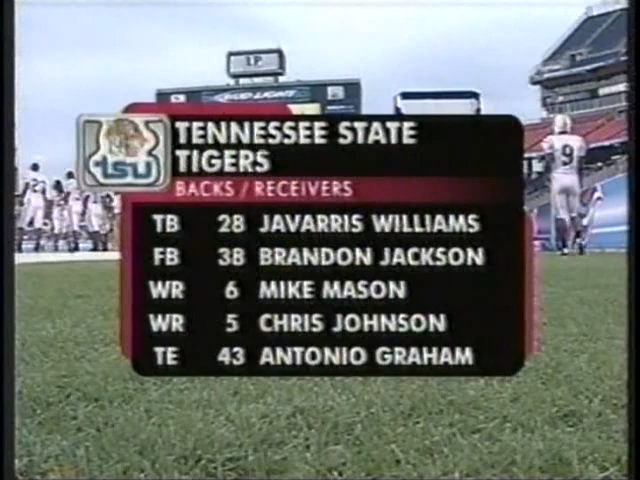 LP
BUD LIGHT
TENNESSEE STATE
TIGERS
tsu
BACKS / RECEIVERS
TB 28 JAVARRIS WILLIAMS
FB 38 BRANDON JACKSON
WR 6 MIKE MASON
WR 5 CHRIS JOHNSON
TE 43 ANTONIO GRAHAM
9